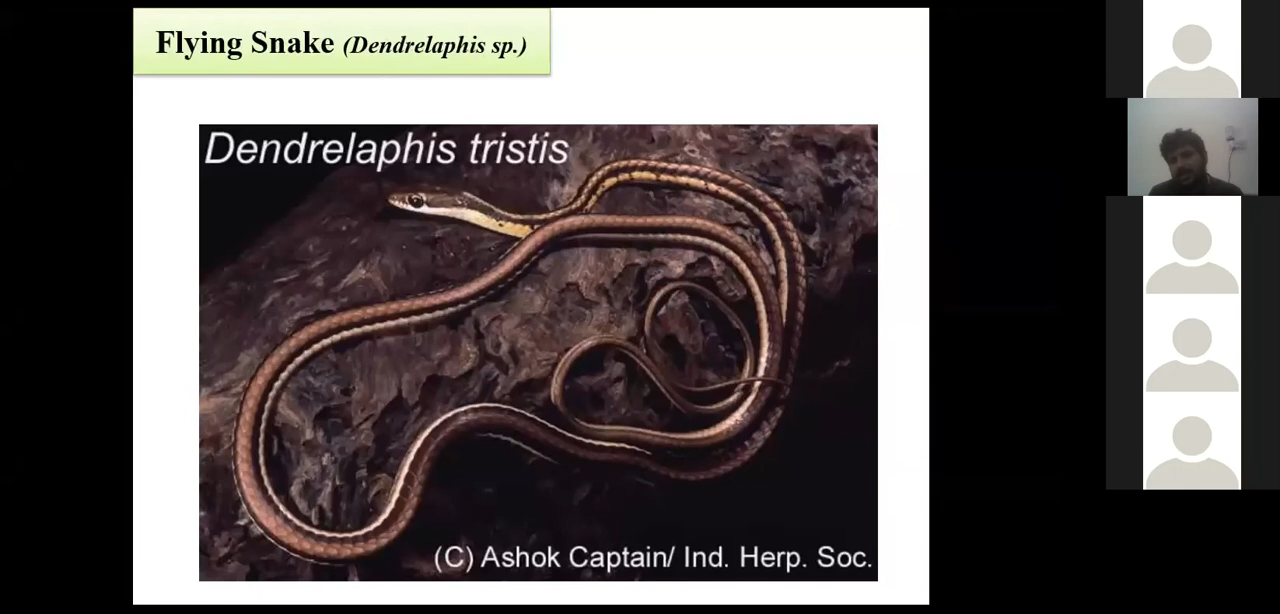 Flying Snake (Dendrelaphis sp.)
Dendrelaphis tristis
(C) Ashok Captain/ Ind. Herp. Soc.